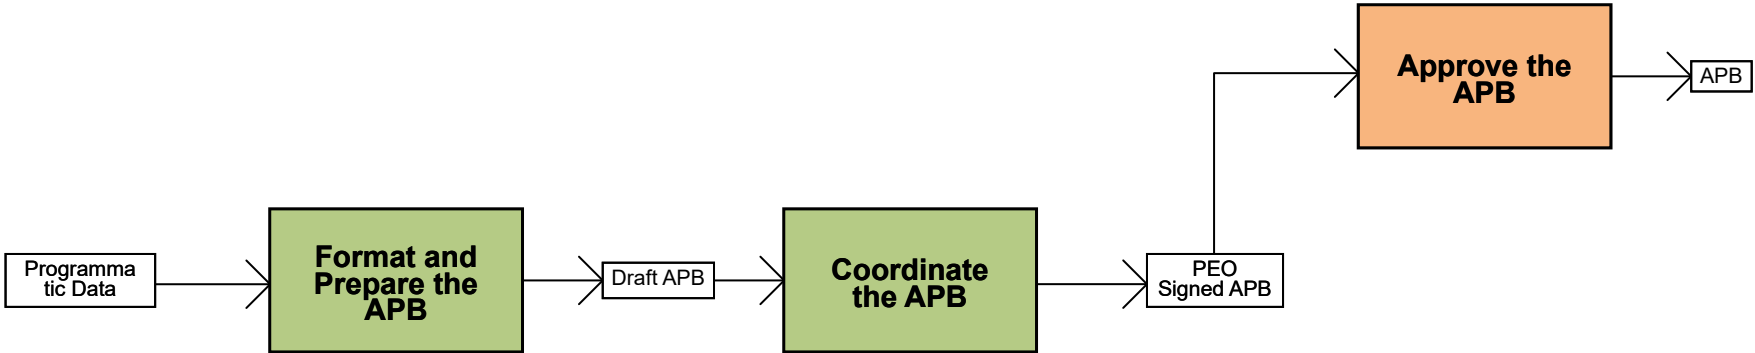 Programma
tic Data
Format and
Prepare the
APB
Draft APB
Coordinate
the APB
PEO
Signed APB
Approve the
APB
APB